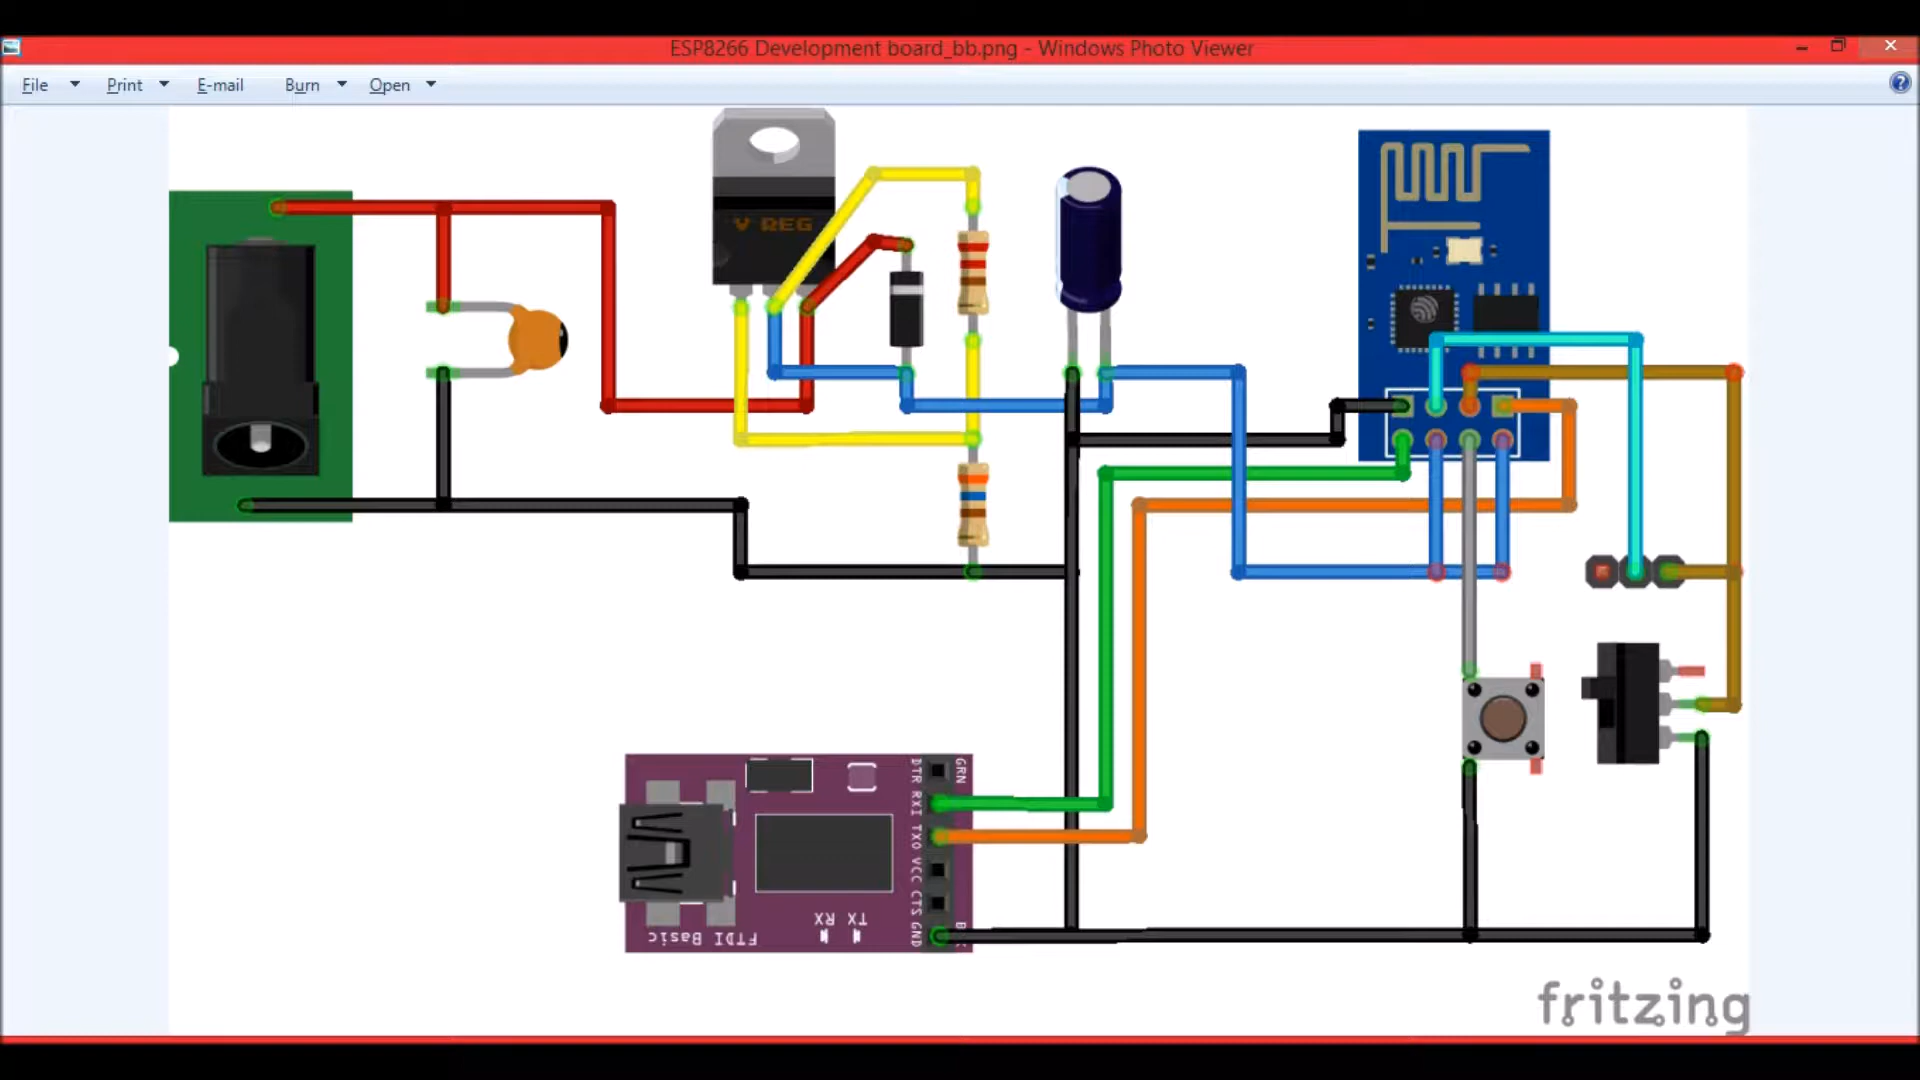 ESP8266 Development board_bb.png - Windows Photo Viewer
File Print E-mail Burn Open
V REG
DTR GRN
RXI
TXO
VCC
CTS
GND
TX RX
FTDI Basic
fritzing